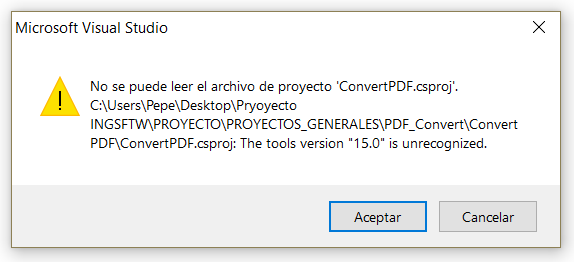 Microsoft Visual Studio
No se puede leer el archivo de proyecto 'ConvertPDF.csproj'.
C:\Users\Pepe\Desktop\Pryoyecto
INGSFTW\PROYECTO\PROYECTOS_GENERALES\PDF_Convert\Convert
PDF\ConvertPDF.csproj: The tools version "15.0" is unrecognized.
Aceptar
Cancelar